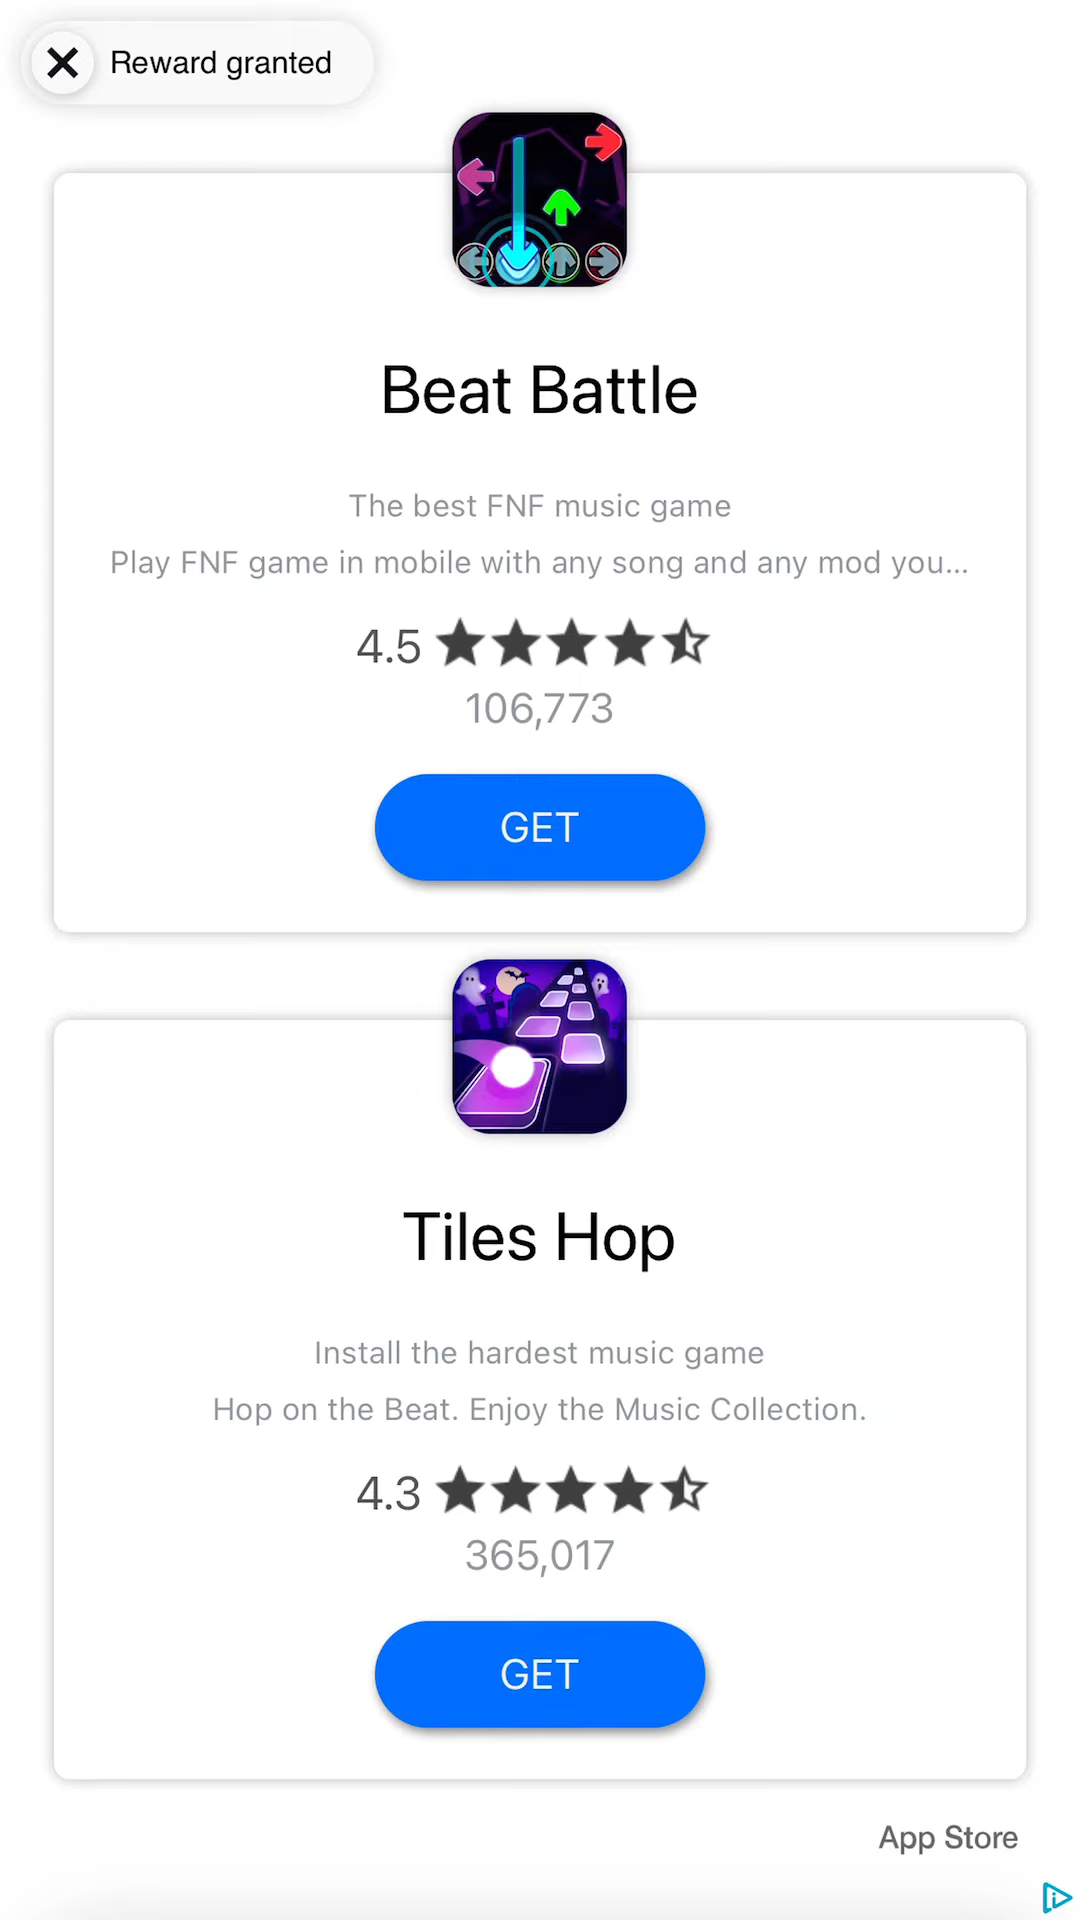 Reward granted
Beat Battle
The best FNF music game
Play FNF game in mobile with any song and any mod you...
4.5
106,773
GET
Tiles Hop
Install the hardest music game
Hop on the Beat. Enjoy the Music Collection.
4.3
365,017
GET
App Store